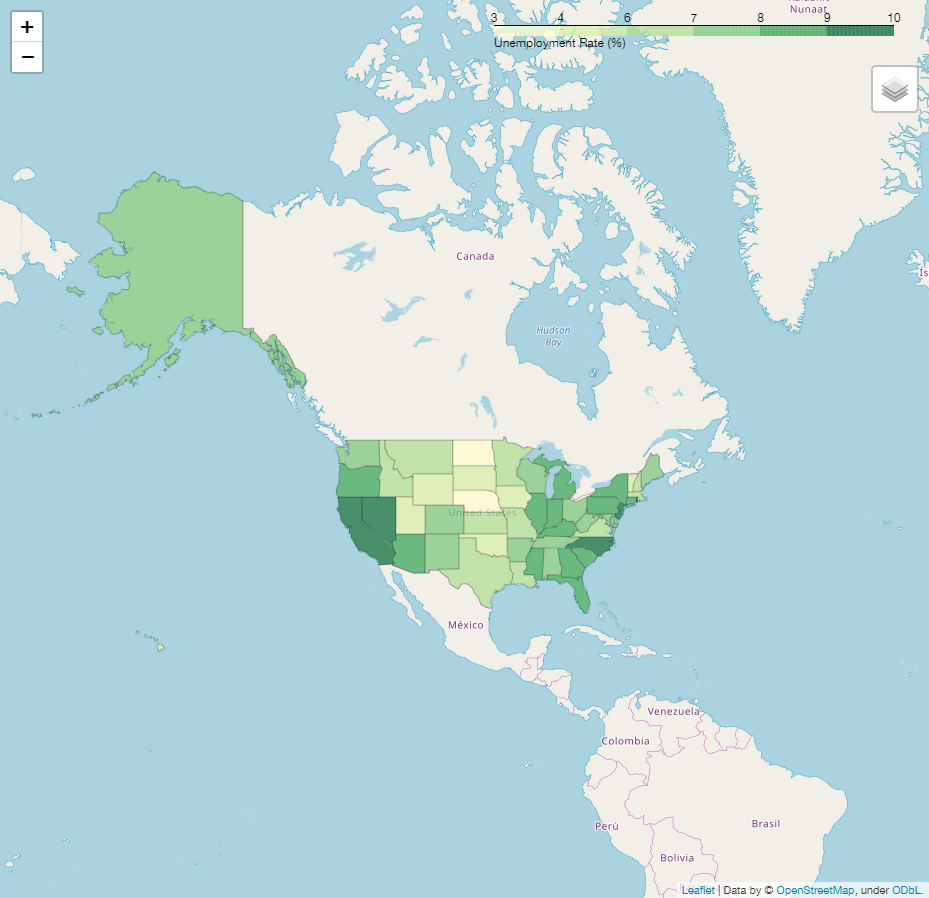 Nunaat
+
−
3 4 5 6 7 8 9 10
Unemployment Rate (%)
Canada
Ís
Hudson
Bay
United States
México
Venezuela
Colombia
Perú
Brasil
Bolivia
Leaflet | Data by © OpenStreetMap, under ODbL.